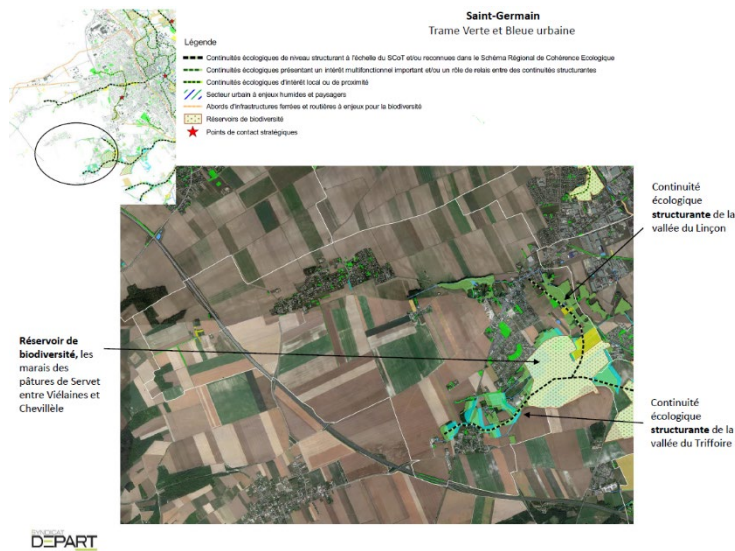 Saint-Germain
Trame Verte et Bleue urbaine
Légende
Continuités écologiques de niveau structurant à l'échelle du SCoT et/ou reconnues dans le Schéma Régional de Cohérence Ecologique
Continuités écologiques présentant un intérêt multifonctionnel important et/ou un rôle de relais entre des continuités structurantes
Continuités écologiques d'intérêt local ou de proximité
Secteur urbain à enjeux humides et paysagers
Abords d'infrastructures ferrées et routières à enjeux pour la biodiversité
Réservoirs de biodiversité
Points de contact stratégiques
Continuité
écologique
structurante de la
vallée du Linçon
Réservoir de
biodiversité, les
marais des
pâtures de Servet
entre Viélaines et
Chevillèle
Continuité
écologique
structurante de la
vallée du Triffoire
SYNDICAT
DEPART